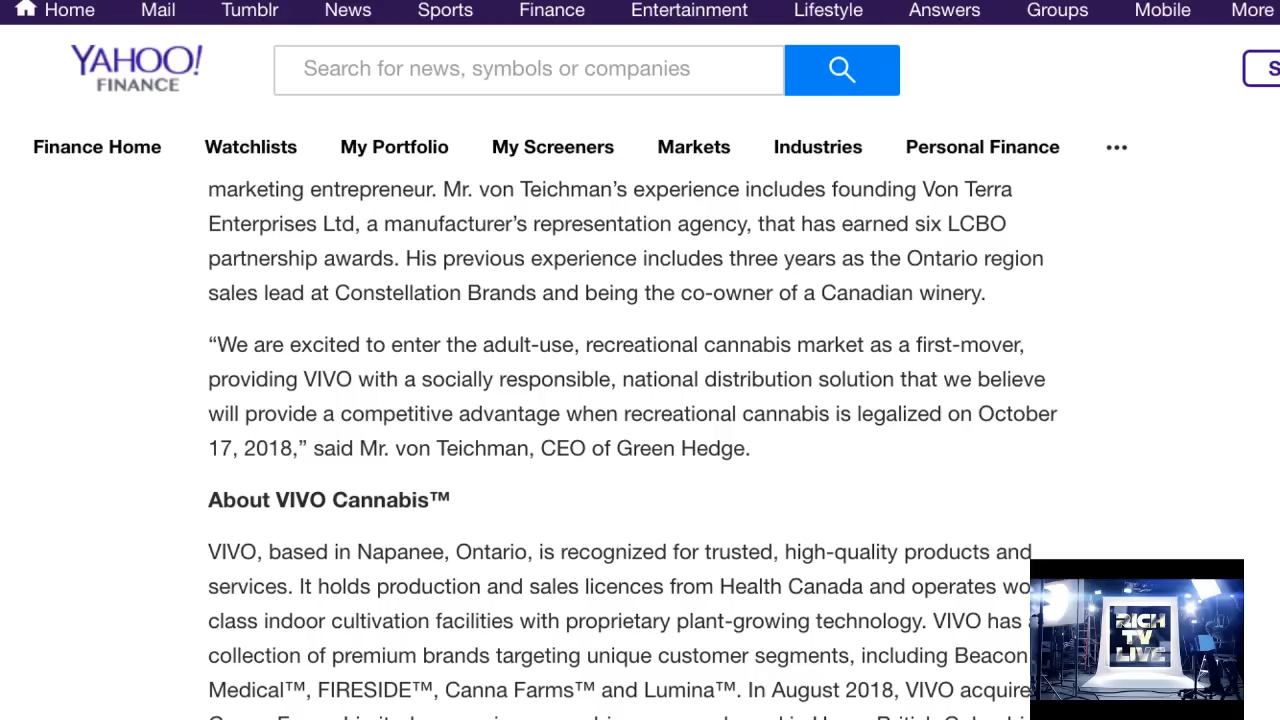 Home Mail Tumblr News Sports Finance Entertainment Lifestyle Answers Groups Mobile More
YAHOO!
FINANCE
Search for news, symbols or companies
S
Finance Home Watchlists My Portfolio My Screeners Markets Industries Personal Finance •••
marketing entrepreneur. Mr. von Teichman’s experience includes founding Von Terra
Enterprises Ltd, a manufacturer’s representation agency, that has earned six LCBO
partnership awards. His previous experience includes three years as the Ontario region
sales lead at Constellation Brands and being the co-owner of a Canadian winery.
“We are excited to enter the adult-use, recreational cannabis market as a first-mover,
providing VIVO with a socially responsible, national distribution solution that we believe
will provide a competitive advantage when recreational cannabis is legalized on October
17, 2018,” said Mr. von Teichman, CEO of Green Hedge.
About VIVO Cannabis™
VIVO, based in Napanee, Ontario, is recognized for trusted, high-quality products and
services. It holds production and sales licences from Health Canada and operates wo
class indoor cultivation facilities with proprietary plant-growing technology. VIVO has
collection of premium brands targeting unique customer segments, including Beacon
Medical™, FIRESIDE™, Canna Farms™ and Lumina™. In August 2018, VIVO acquire
RICH
TV
LIVE